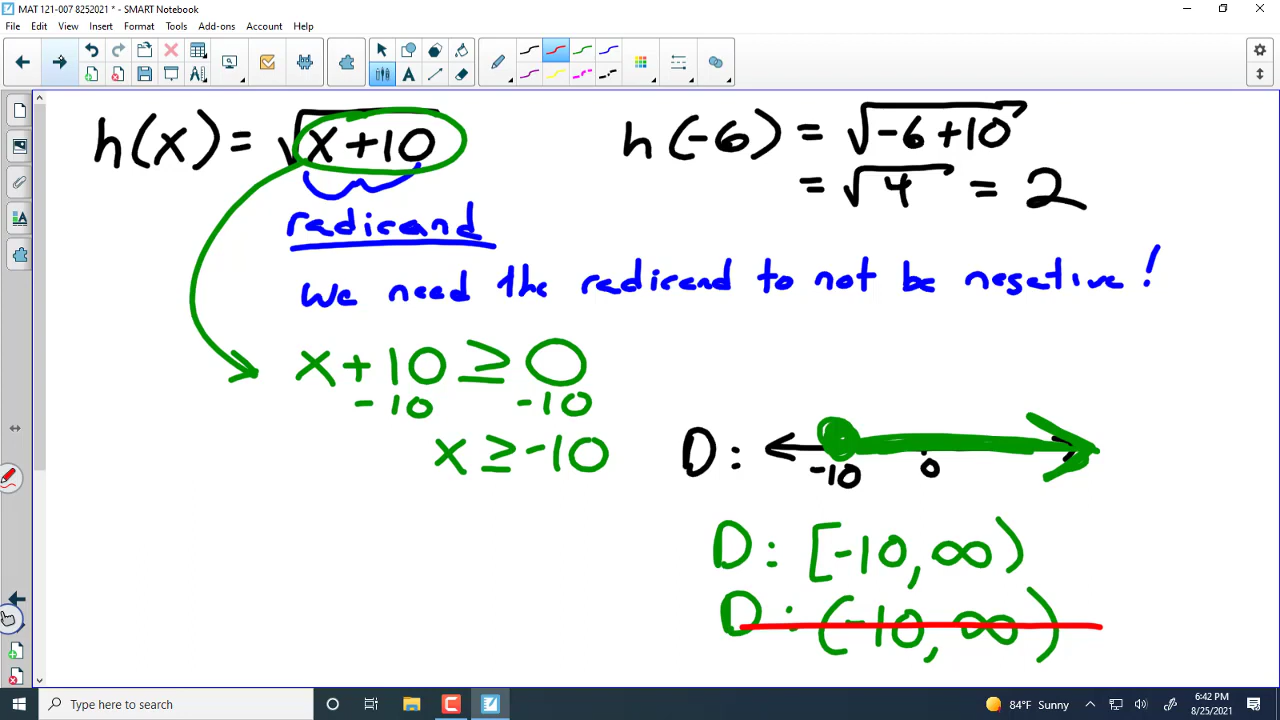 MAT 121-007 8252021 * - SMART Notebook
File Edit View Insert Format Tools Add-ons Account Help
h(x) = √x+10
h(-6) = √-6+10
= √4 = 2
radicand
We need the radicand to not be negative!
x+10 ≥ 0
-10 -10
x ≥ -10
D:
-10 0
D: [-10, ∞)
D: (-10, ∞)
Type here to search
84°F Sunny
6:42 PM
8/25/2021